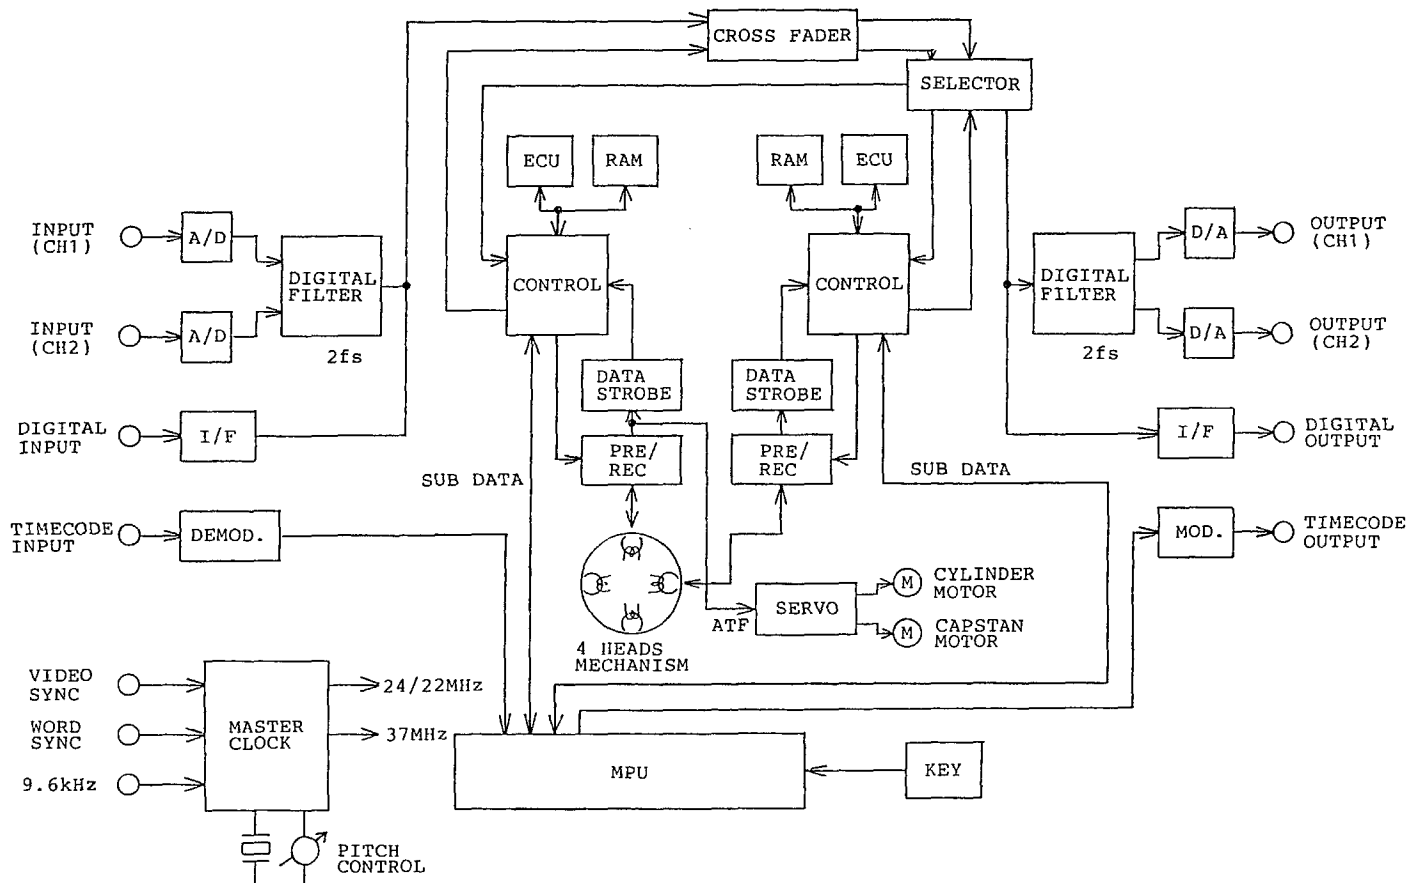 CROSS FADER
SELECTOR
ECU
RAM
RAM
ECU
INPUT
(CH1)
A/D
DIGITAL
FILTER
2fs
CONTROL
CONTROL
DIGITAL
FILTER
2fs
D/A
OUTPUT
(CH1)
INPUT
(CH2)
A/D
D/A
OUTPUT
(CH2)
DATA
STROBE
DATA
STROBE
DIGITAL
INPUT
I/F
PRE/
REC
PRE/
REC
I/F
DIGITAL
OUTPUT
SUB DATA
SUB DATA
TIMECODE
INPUT
DEMOD.
MOD.
TIMECODE
OUTPUT
4 HEADS
MECHANISM
ATF
SERVO
M
CYLINDER
MOTOR
M
CAPSTAN
MOTOR
VIDEO
SYNC
WORD
SYNC
9.6kHz
MASTER
CLOCK
24/22MHz
37MHz
MPU
KEY
PITCH
CONTROL